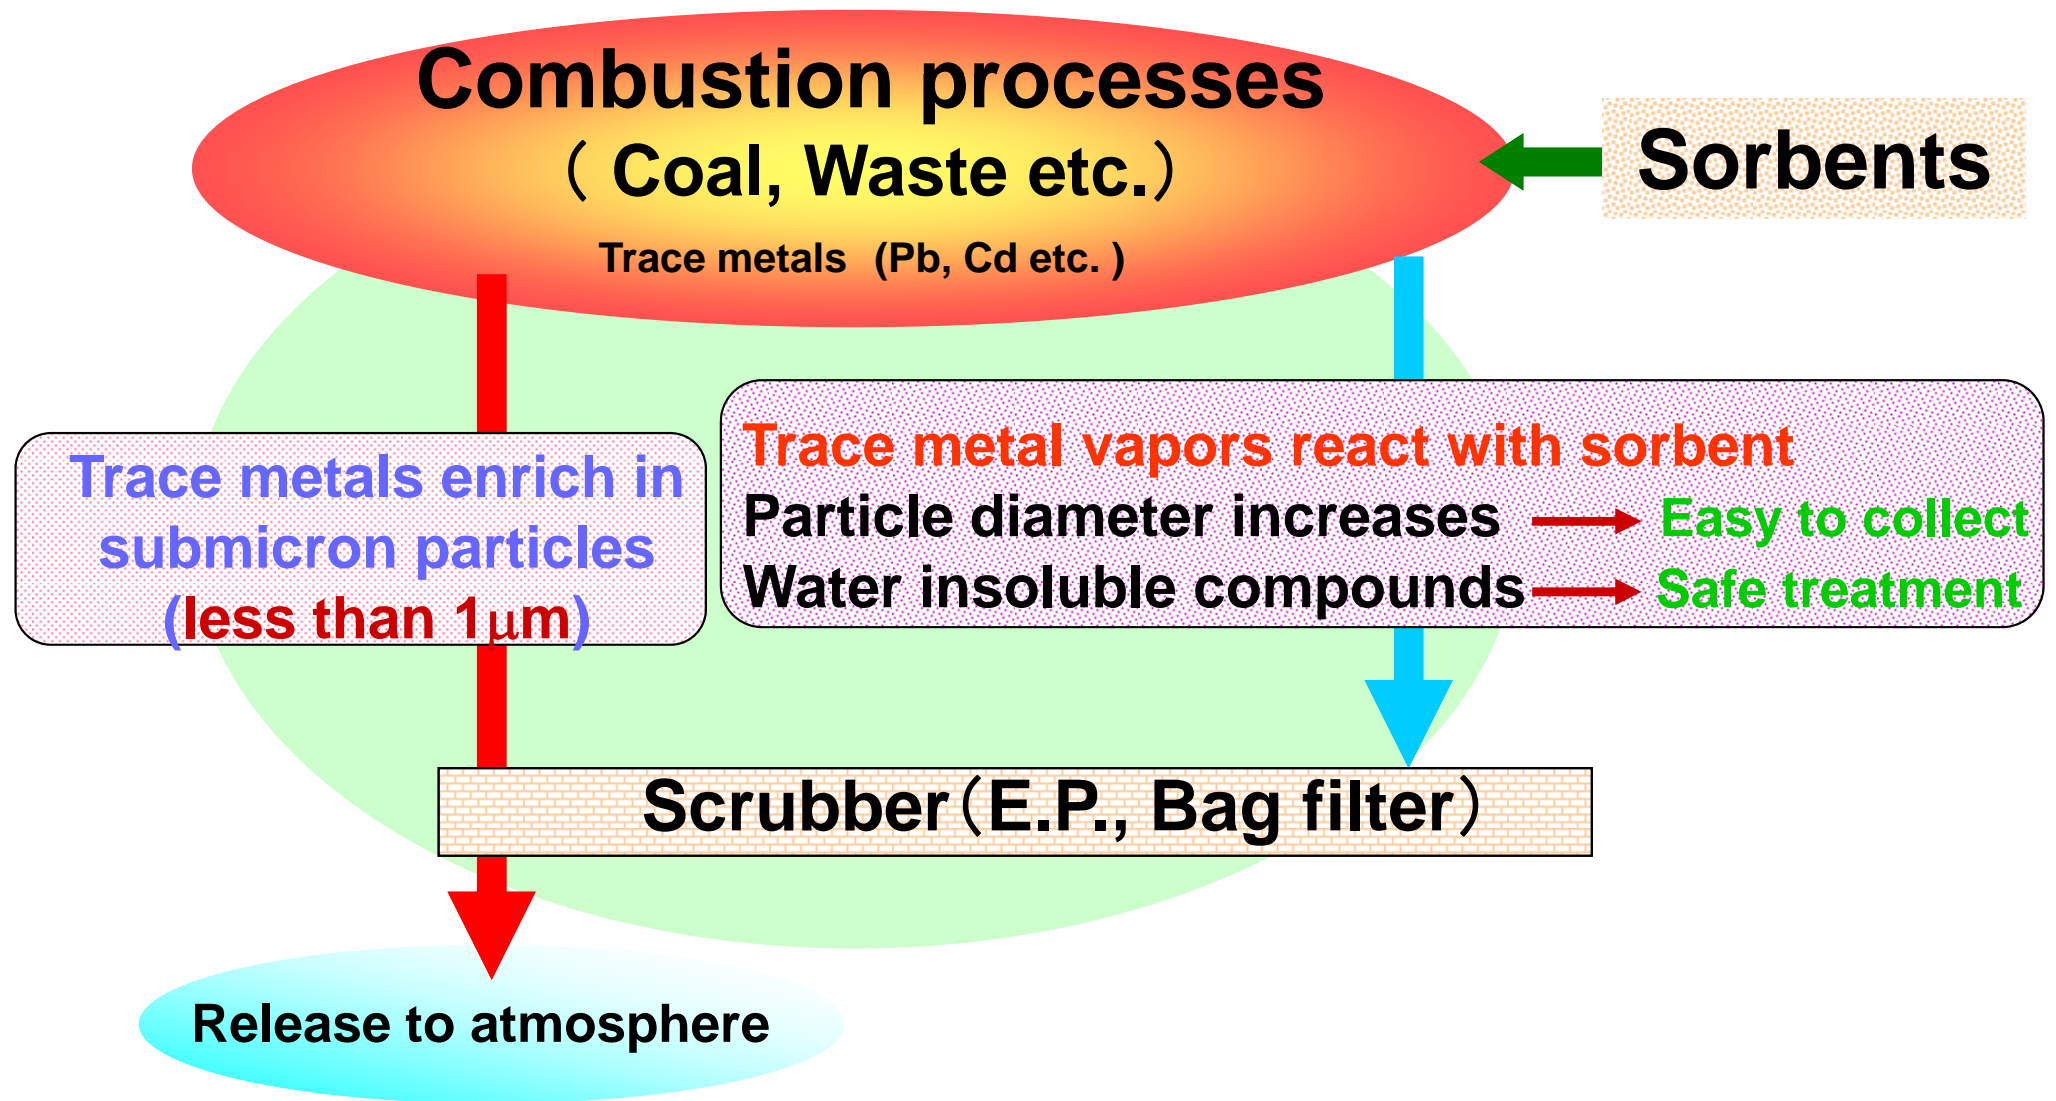 Combustion processes
（ Coal, Waste etc.）
Trace metals (Pb, Cd etc. )
Sorbents
Trace metals enrich in
submicron particles
(less than 1μm)
Trace metal vapors react with sorbent
Particle diameter increases Easy to collect
Water insoluble compounds Safe treatment
Scrubber（E.P., Bag filter）
Release to atmosphere